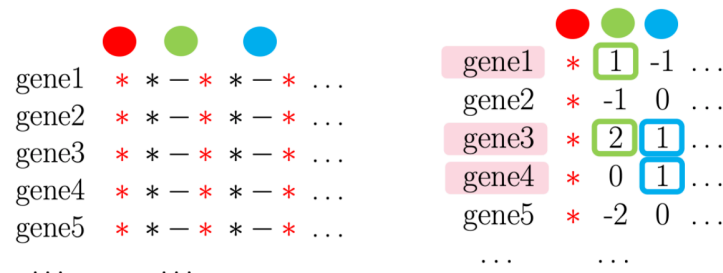 gene1 * * − * * − * ...
gene2 * * − * * − * ...
gene3 * * − * * − * ...
gene4 * * − * * − * ...
gene5 * * − * * − * ...
... ...
gene1 * 1 -1 ...
gene2 * -1 0 ...
gene3 * 2 1 ...
gene4 * 0 1 ...
gene5 * -2 0 ...
... ...